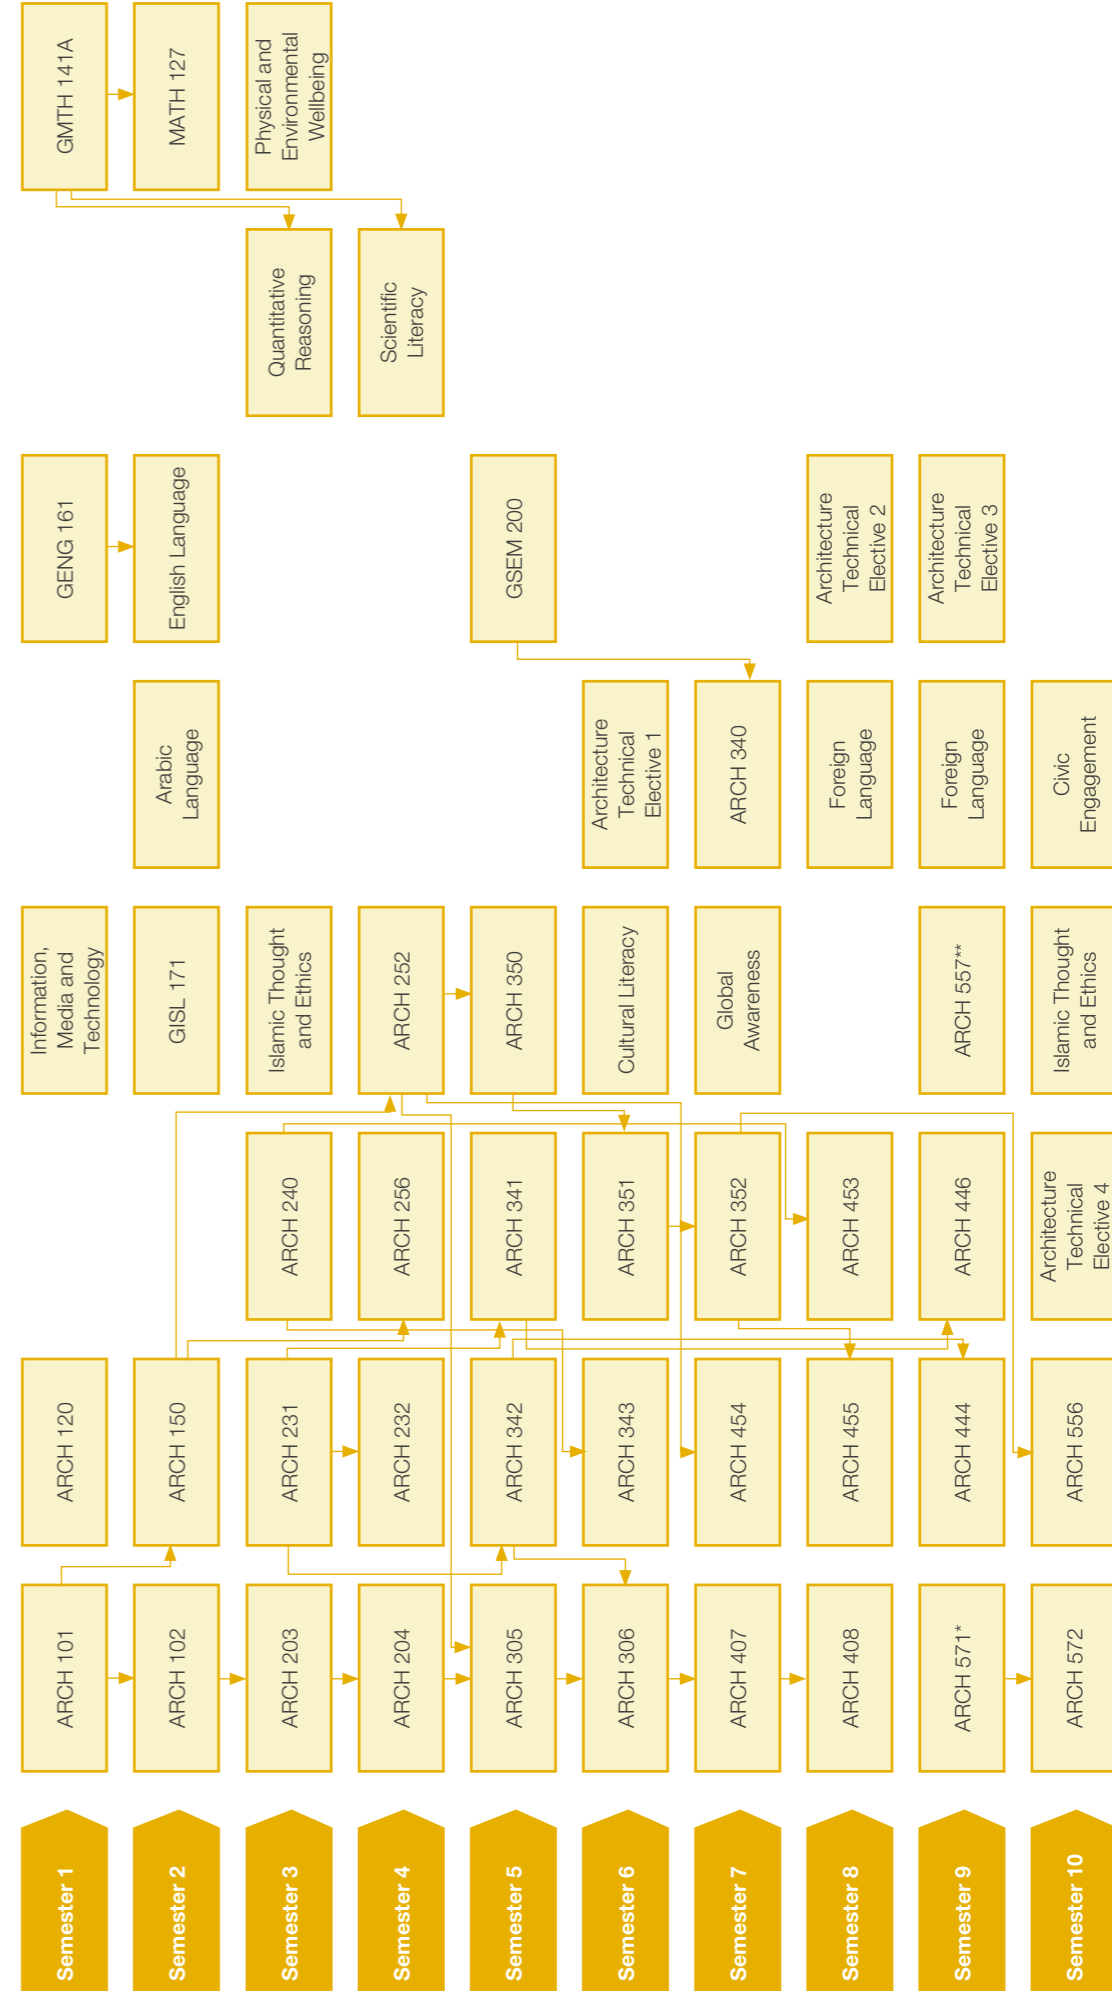 Semester 1
ARCH 101
ARCH 120
Information,
Media and
Technology
GENG 161
GMTH 141A
Semester 2
ARCH 102
ARCH 150
GISL 171
Arabic
Language
English Language
MATH 127
Semester 3
ARCH 203
ARCH 231
ARCH 240
Islamic Thought
and Ethics
Quantitative
Reasoning
Physical and
Environmental
Wellbeing
Semester 4
ARCH 204
ARCH 232
ARCH 256
ARCH 252
Scientific
Literacy
Semester 5
ARCH 305
ARCH 342
ARCH 341
ARCH 350
GSEM 200
Semester 6
ARCH 306
ARCH 343
ARCH 351
Cultural Literacy
Architecture
Technical
Elective 1
Semester 7
ARCH 407
ARCH 454
ARCH 352
Global
Awareness
ARCH 340
Semester 8
ARCH 408
ARCH 455
ARCH 453
Foreign
Language
Architecture
Technical
Elective 2
Semester 9
ARCH 571*
ARCH 444
ARCH 446
ARCH 557**
Foreign
Language
Architecture
Technical
Elective 3
Semester 10
ARCH 572
ARCH 556
Architecture
Technical
Elective 4
Islamic Thought
and Ethics
Civic
Engagement